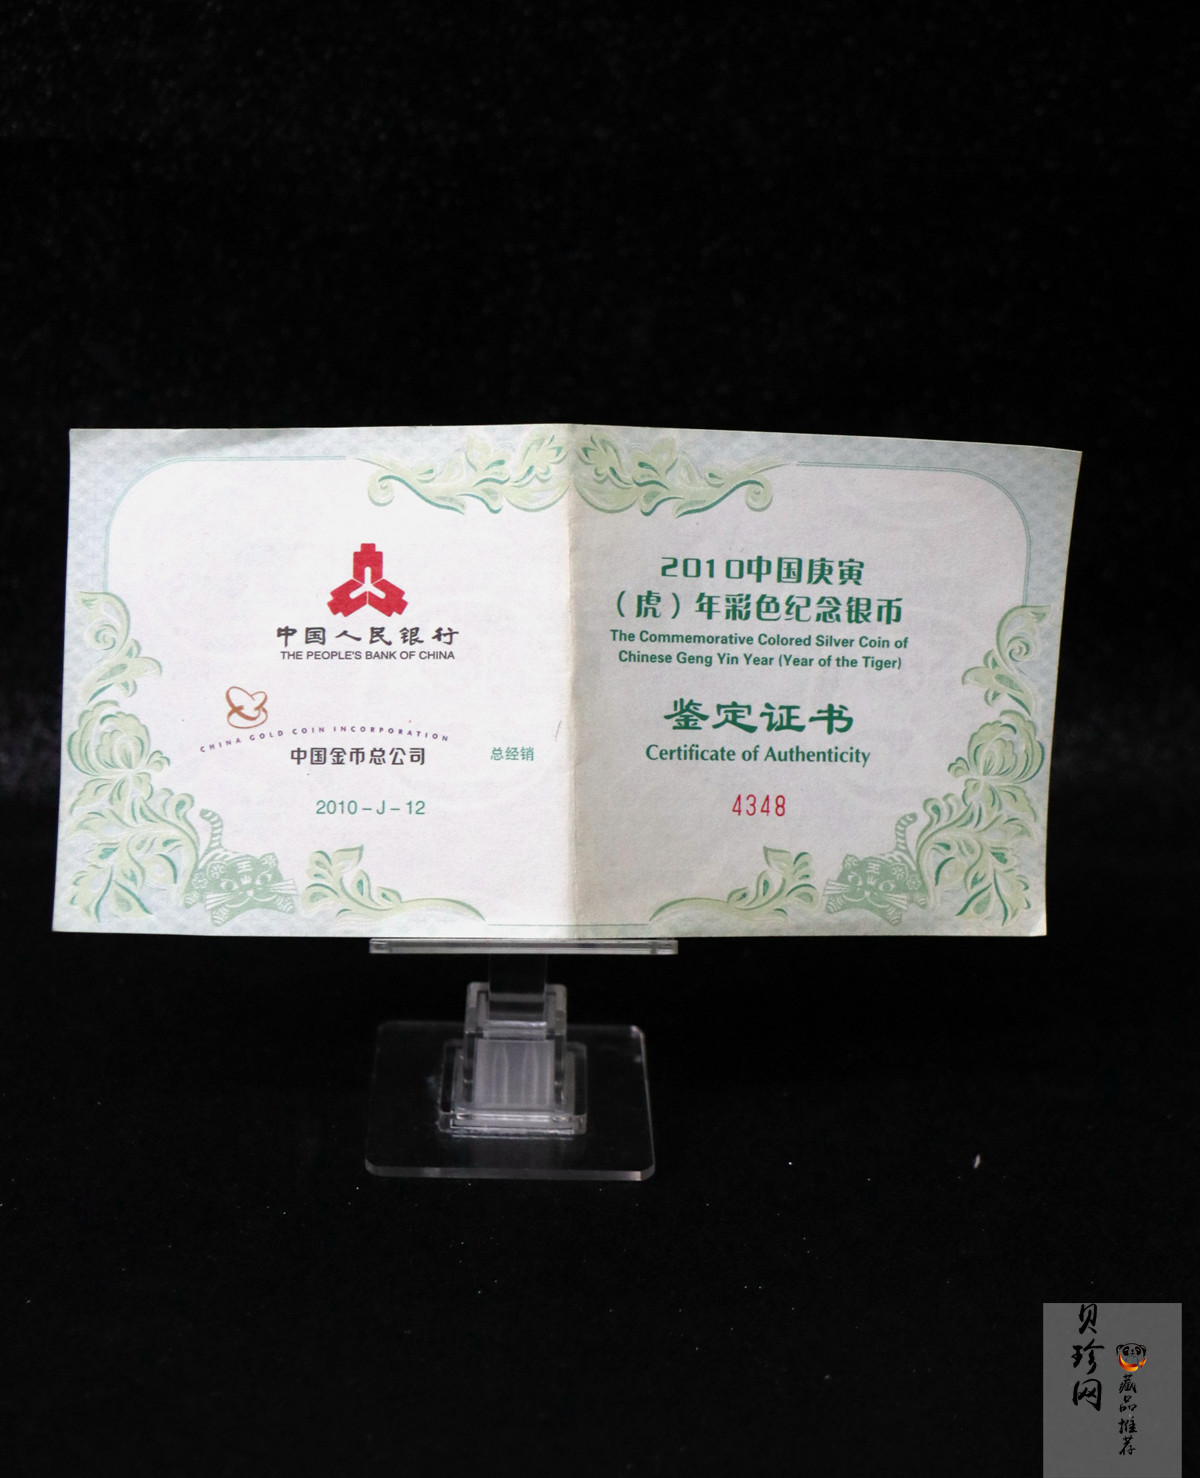 中国人民银行
THE PEOPLE'S BANK OF CHINA
CHINA GOLD COIN INCORPORATION
中国金币总公司
总经销
2010-J-12
2010中国庚寅
（虎）年彩色纪念银币
The Commemorative Colored Silver Coin of
Chinese Geng Yin Year (Year of the Tiger)
鉴定证书
Certificate of Authenticity
4348
王
王
贝珍网
藏品推荐